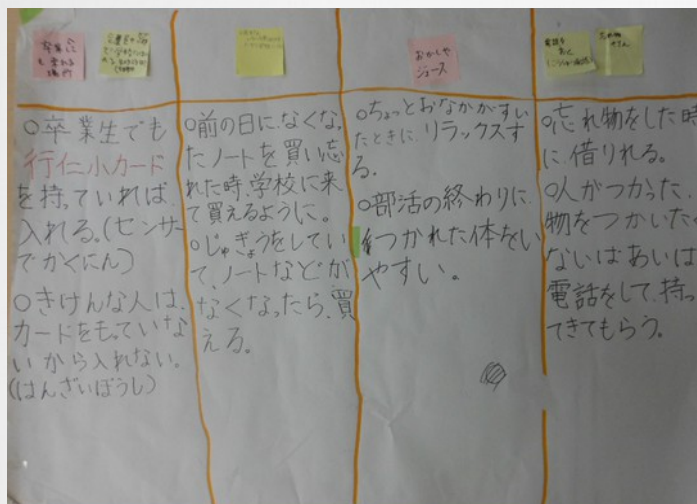 おかしや
ジュース
○卒業生でも
行仁小カード
を持っていれば
入れる。(センサー
でかくにん)
○きけんな人は、
カードをもっていな
いから入れない。
(はんざいぼうし)
○前の日に、なくなっ
たノートを買い忘
れた時、学校に来
て買えるように。
○じゅぎょうをしてい
て、ノートなどが
なくなったら、買
える。
○ちょっとおなかがすい
たときに、リラックスす
る。
○部活の終わりに、
つかれた体をい
やすい。
○忘れ物をした時
に、借りれる。
○人がつかった
物をつかいたく
ないばあいは
電話をして、持っ
てきてもらう。